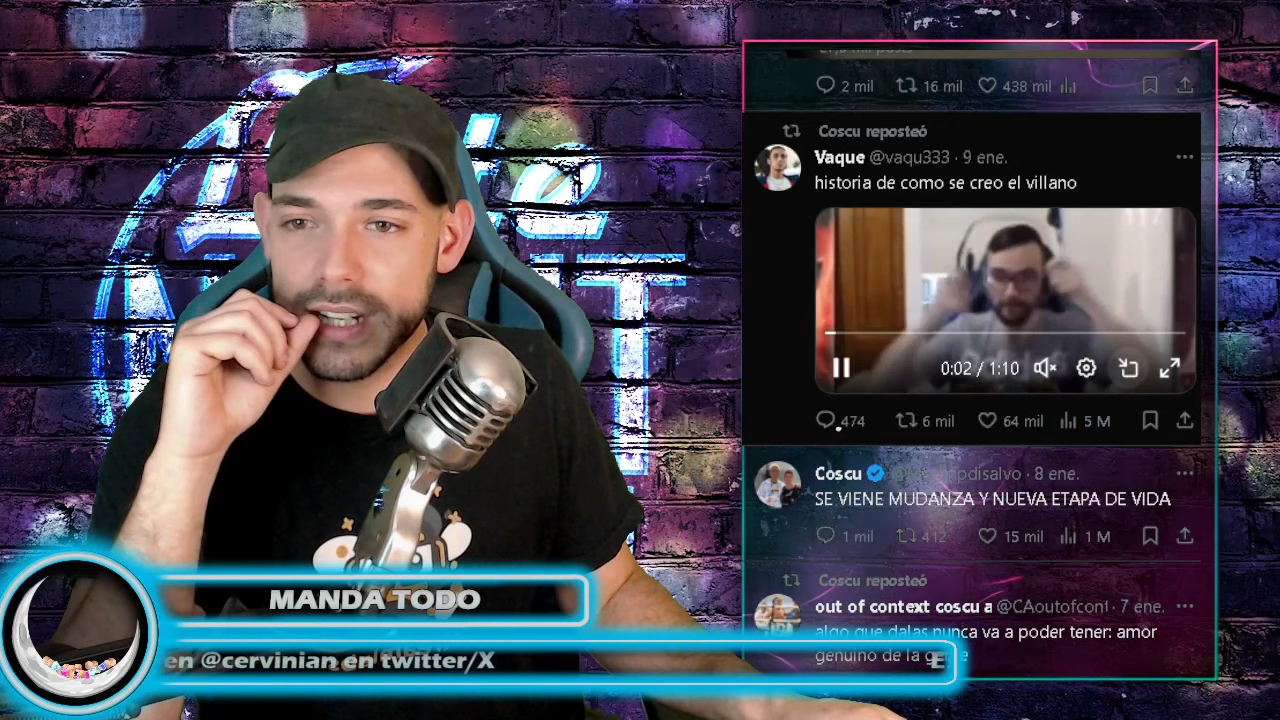 2 mil 16 mil 438 mil
Coscu reposteó
Vaque @vaqu333 · 9 ene.
historia de como se creo el villano
0:02 / 1:10
474 6 mil 64 mil 5 M
Coscu · 8 ene.
SE VIENE MUDANZA Y NUEVA ETAPA DE VIDA
1 mil 412 15 mil 1 M
Coscu reposteó
out of context coscu a @CAoutofcont · 7 ene.
algo que dalas nunca va a poder tener: amor
genuino de la
MANDA TODO
en @cervinian en twitter/X
E